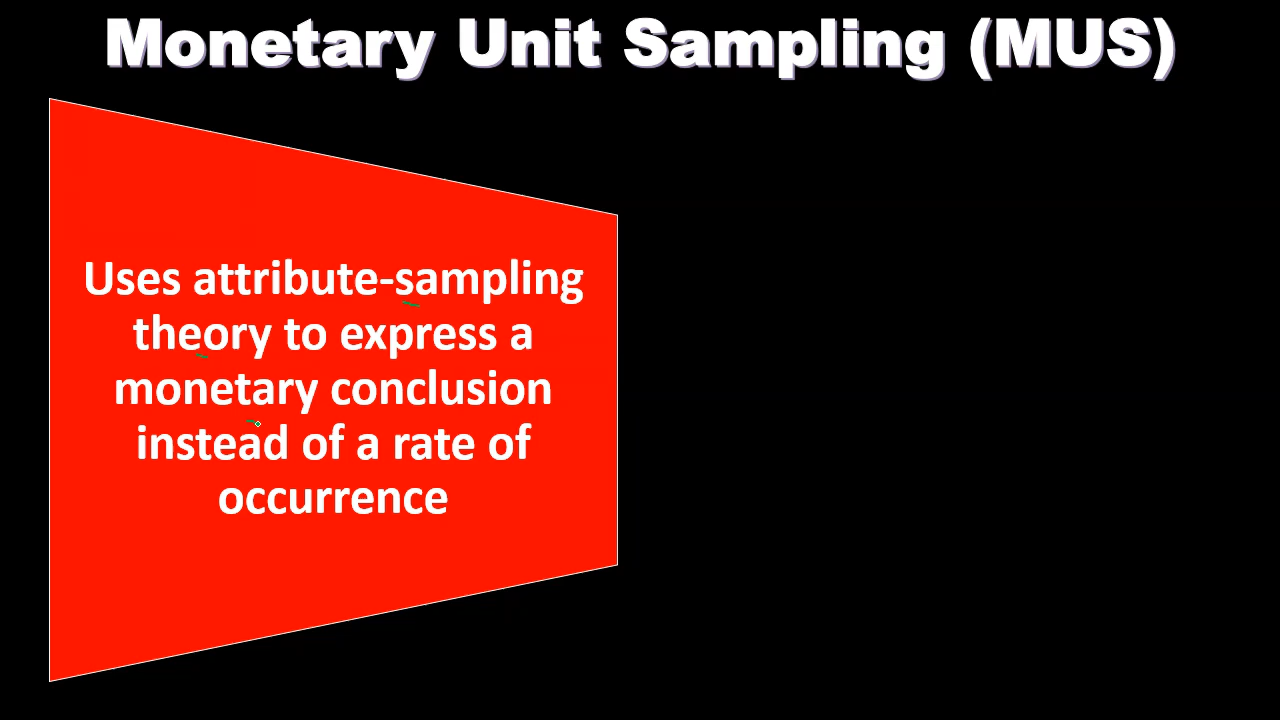 Monetary Unit Sampling (MUS)
Uses attribute-sampling
theory to express a
monetary conclusion
instead of a rate of
occurrence